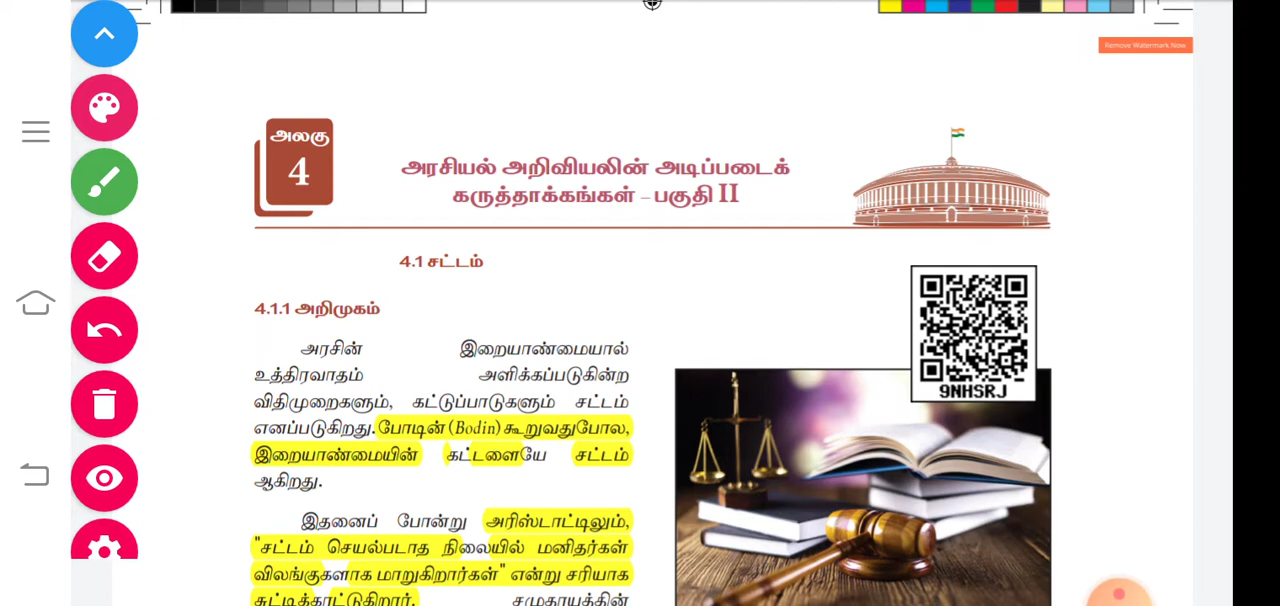 Remove Watermark Now
அலகு
4
அரசியல் அறிவியலின் அடிப்படைக்
கருத்தாக்கங்கள் – பகுதி II
4.1 சட்டம்
4.1.1 அறிமுகம்
9NHSRJ
அரசின் இறையாண்மையால்
உத்திரவாதம் அளிக்கப்படுகின்ற
விதிமுறைகளும், கட்டுப்பாடுகளும் சட்டம்
எனப்படுகிறது. போடின் (Bodin) கூறுவதுபோல,
இறையாண்மையின் கட்டளையே சட்டம்
ஆகிறது.
இதனைப் போன்று அரிஸ்டாட்டிலும்,
"சட்டம் செயல்படாத நிலையில் மனிதர்கள்
விலங்குகளாக மாறுகிறார்கள்" என்று சரியாக
சுட்டிக்காட்டுகிறார். சமுதாயத்தின்